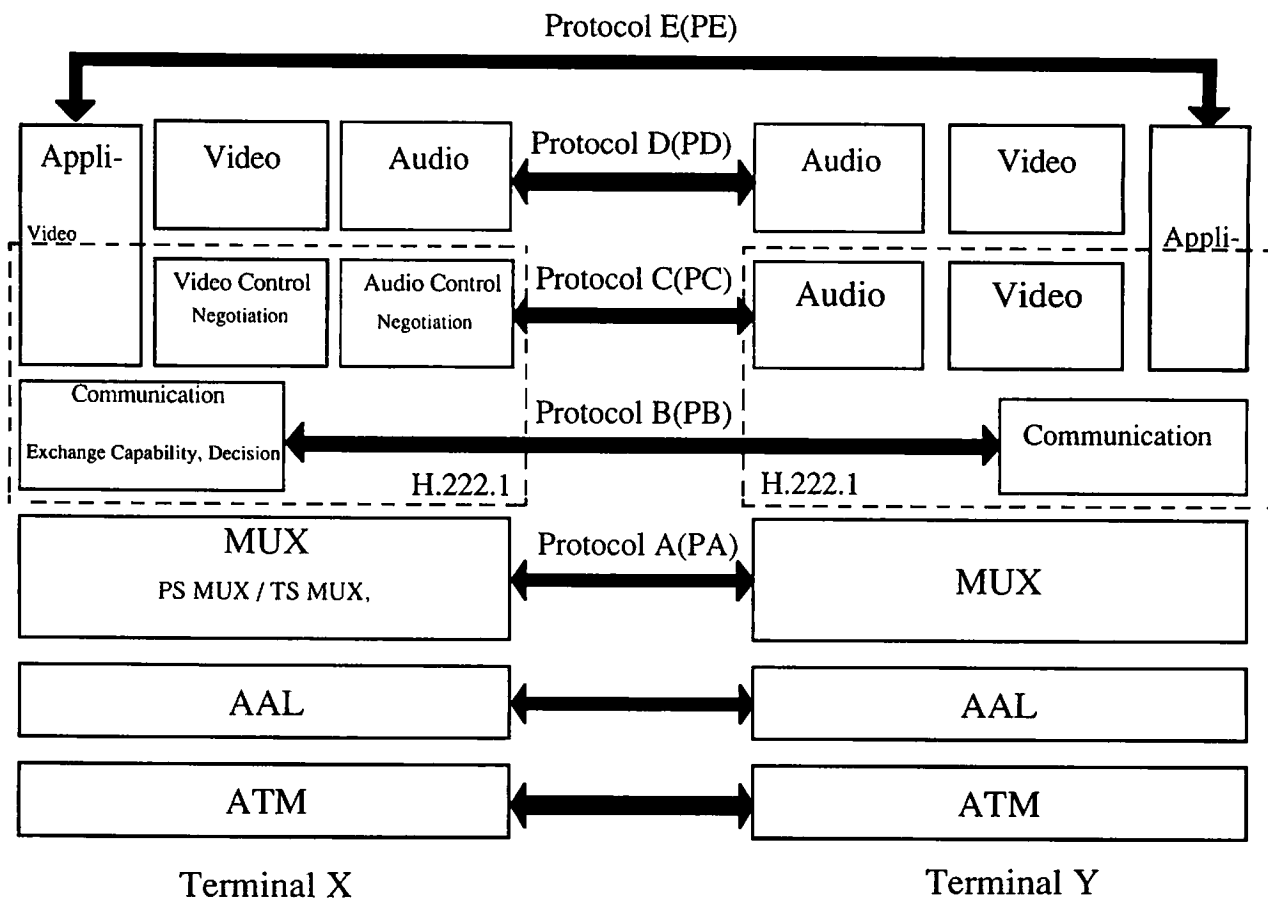 Protocol E(PE)
Appli-
Video
Audio
Protocol D(PD)
Audio
Video
Video
Appli-
Video Control
Negotiation
Audio Control
Negotiation
Protocol C(PC)
Audio
Video
Communication
Exchange Capability, Decision
Protocol B(PB)
Communication
H.222.1
H.222.1
MUX
PS MUX / TS MUX,
Protocol A(PA)
MUX
AAL
AAL
ATM
ATM
Terminal X
Terminal Y